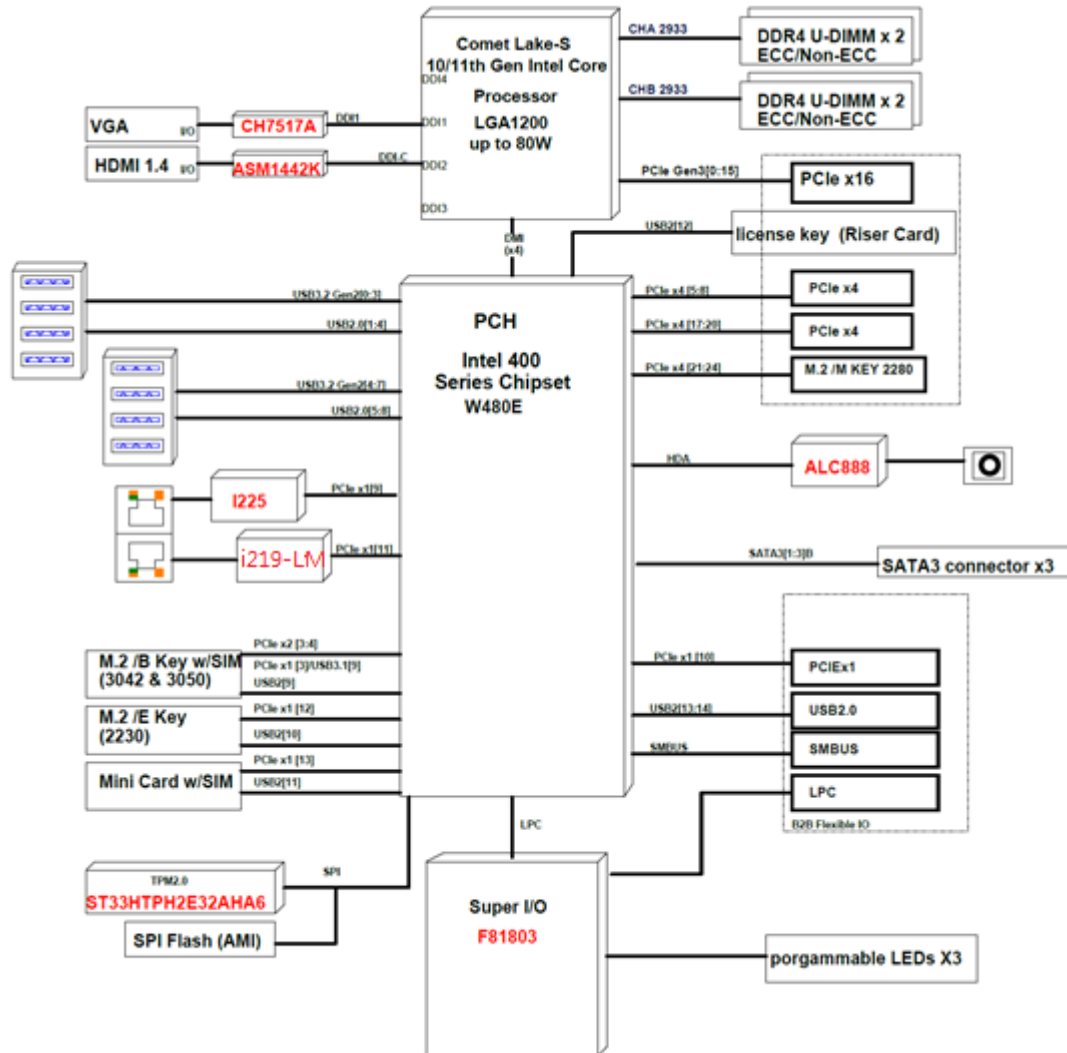 Comet Lake-S
10/11th Gen Intel Core
Processor
LGA1200
up to 80W
DDI4
DDI1
DDI2
DDI3
CHA 2933
DDR4 U-DIMM x 2
ECC/Non-ECC
CHB 2933
DDR4 U-DIMM x 2
ECC/Non-ECC
VGA
I/O
CH7517A
DDI1
HDMI 1.4
I/O
ASM1442K
DDI-C
PCIe Gen3[0:15]
PCIe x16
USB2[12]
license key (Riser Card)
DMI
(x4)
PCH
Intel 400
Series Chipset
W480E
USB3.2 Gen2[0:3]
USB2.0[1:4]
USB3.2 Gen2[4:7]
USB2.0[5:8]
PCIe x4 [5:8]
PCIe x4
PCIe x4 [17:20]
PCIe x4
PCIe x4 [21:24]
M.2 /M KEY 2280
HDA
ALC888
I225
PCIe x1[9]
i219-LM
PCIe x1[11]
SATA3[1:3]B
SATA3 connector x3
M.2 /B Key w/SIM
(3042 & 3050)
PCIe x2 [3:4]
PCIe x1 [3]/USB3.1[9]
USB2[9]
M.2 /E Key
(2230)
PCIe x1 [12]
USB2[10]
Mini Card w/SIM
PCIe x1 [13]
USB2[11]
PCIe x1 [10]
PCIEx1
USB2[13:14]
USB2.0
SMBUS
SMBUS
LPC
B2B Flexible IO
LPC
SPI
TPM2.0
ST33HTPH2E32AHA6
SPI Flash (AMI)
Super I/O
F81803
porgammable LEDs X3